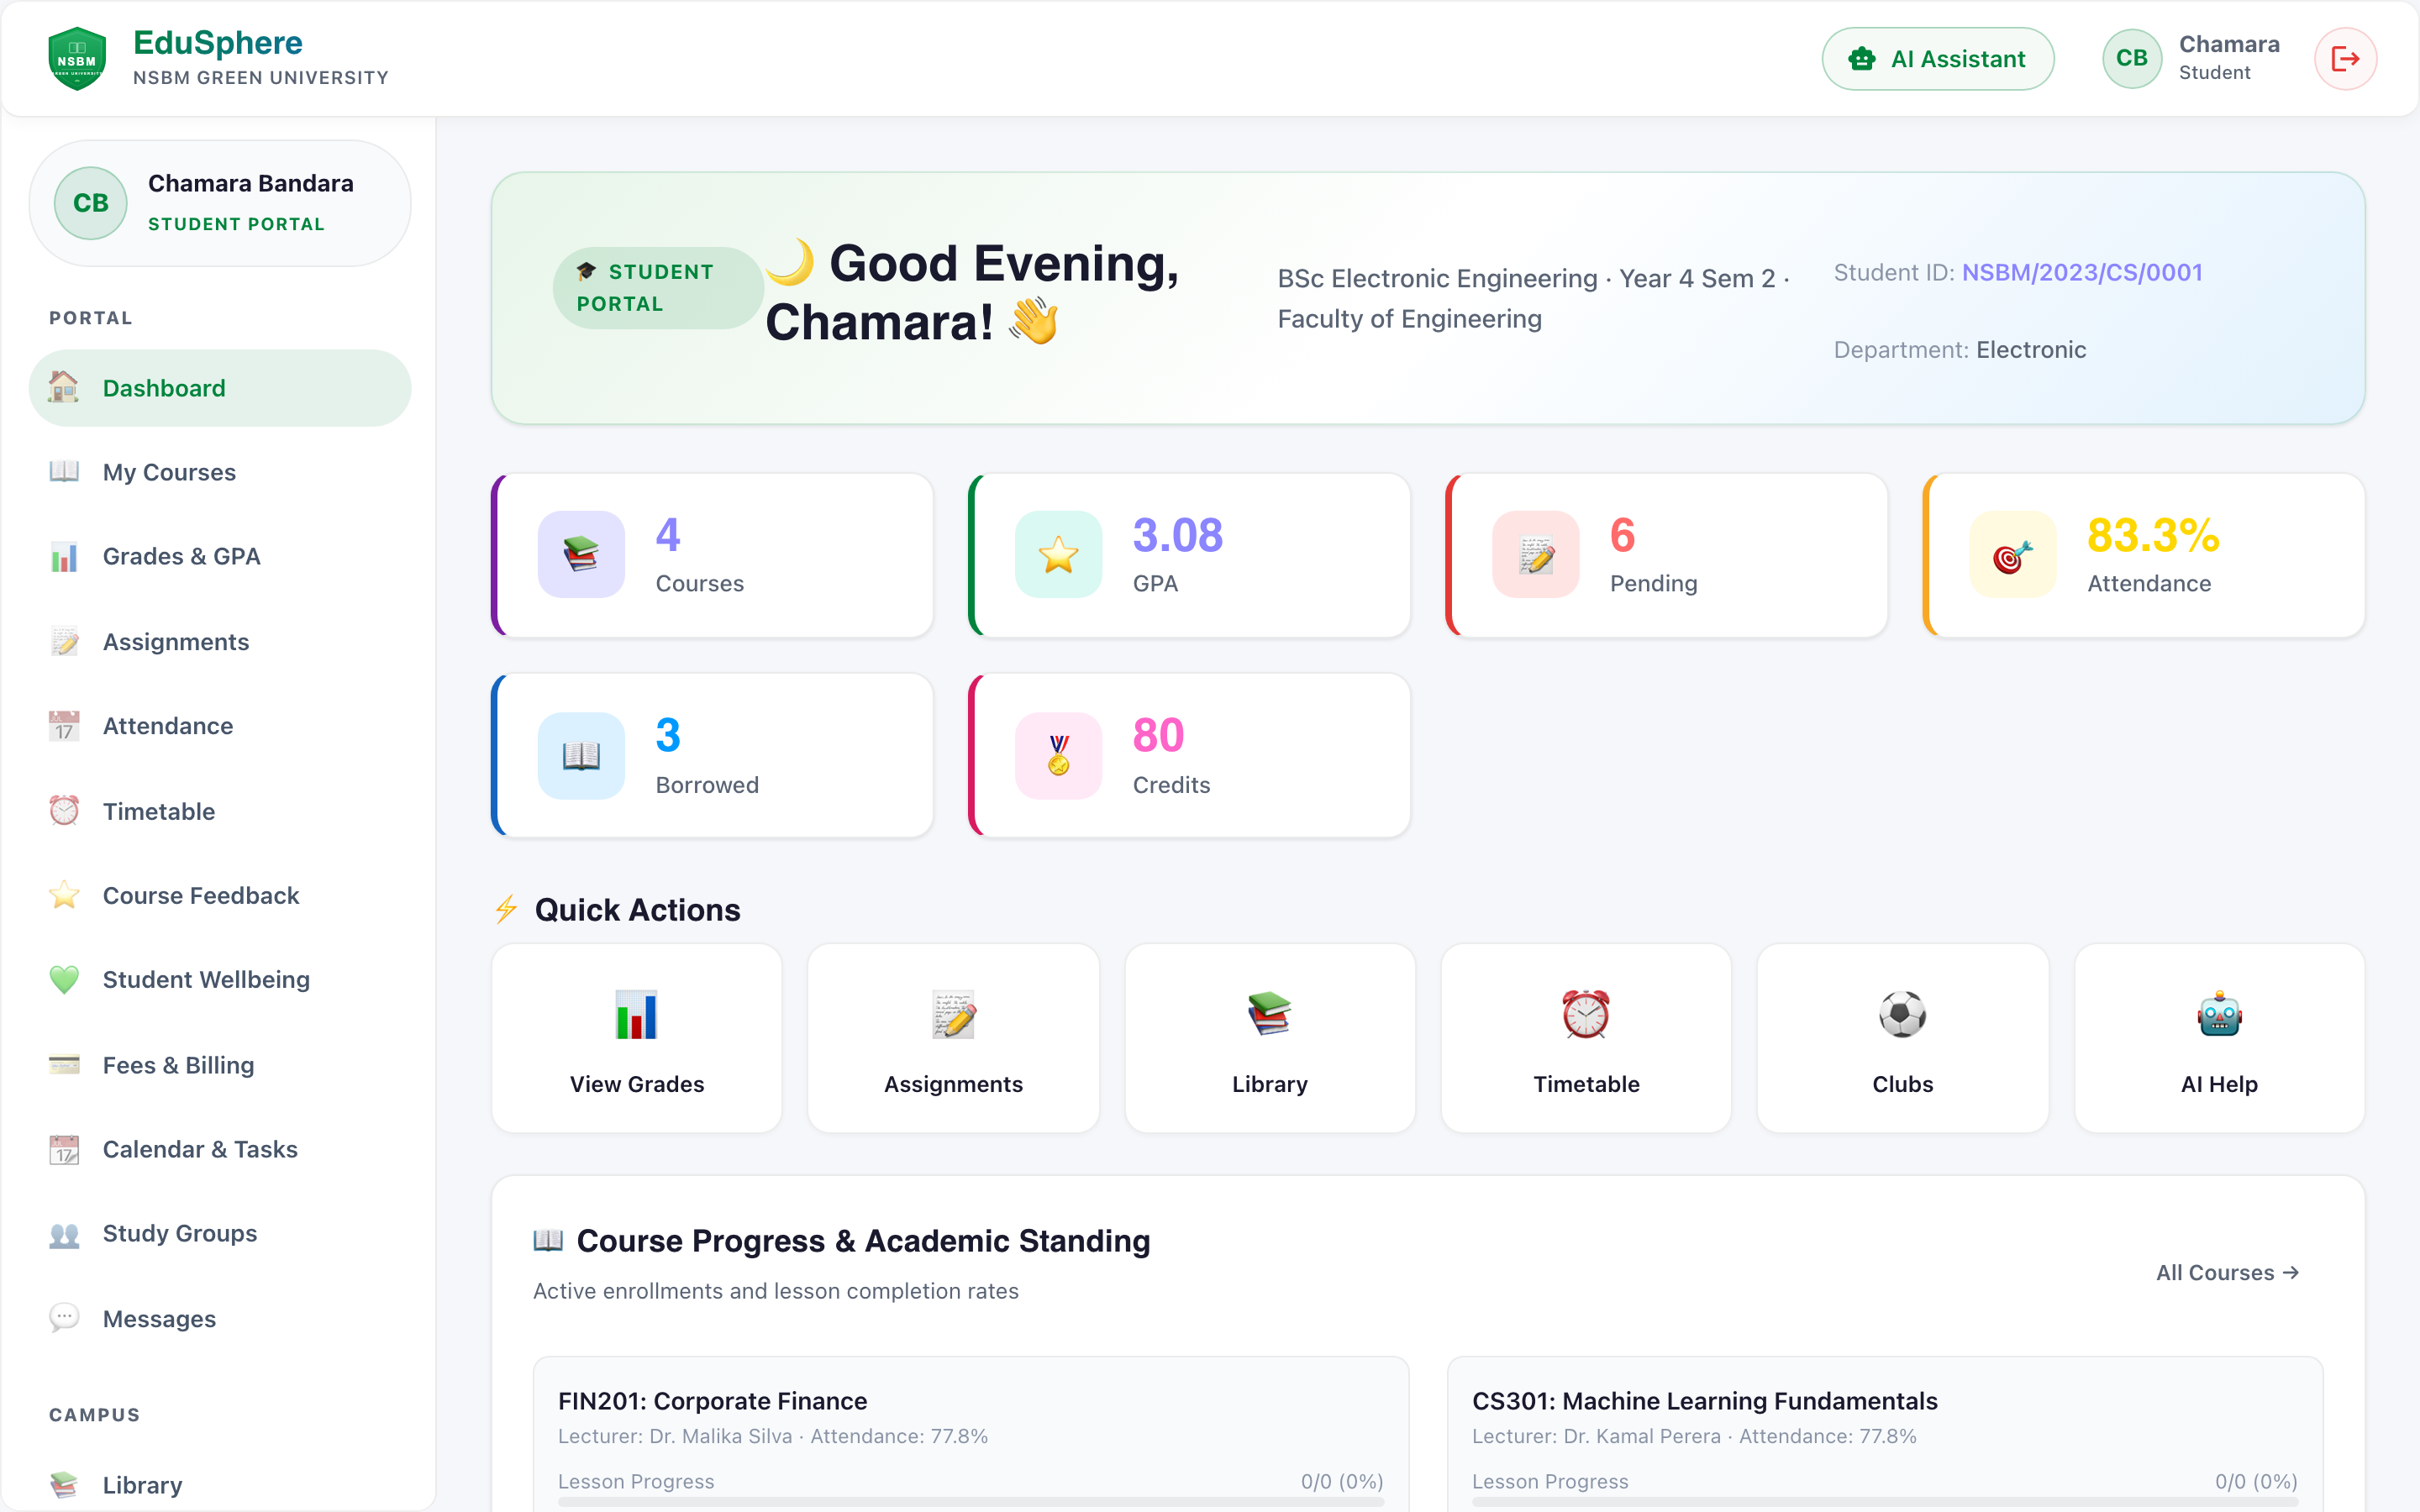 NSBM
EduSphere
NSBM GREEN UNIVERSITY
AI Assistant
CB
Chamara
Student
CB
Chamara Bandara
STUDENT PORTAL
PORTAL
Dashboard
My Courses
Grades & GPA
Assignments
Attendance
Timetable
Course Feedback
Student Wellbeing
Fees & Billing
Calendar & Tasks
Study Groups
Messages
CAMPUS
Library
🎓 STUDENT
PORTAL
🌙 Good Evening,
Chamara! 👋
BSc Electronic Engineering · Year 4 Sem 2 ·
Faculty of Engineering
Student ID: NSBM/2023/CS/0001
Department: Electronic
4
Courses
3.08
GPA
6
Pending
83.3%
Attendance
3
Borrowed
80
Credits
⚡ Quick Actions
View Grades
Assignments
Library
Timetable
Clubs
AI Help
📖 Course Progress & Academic Standing
Active enrollments and lesson completion rates
All Courses →
FIN201: Corporate Finance
Lecturer: Dr. Malika Silva · Attendance: 77.8%
Lesson Progress 0/0 (0%)
CS301: Machine Learning Fundamentals
Lecturer: Dr. Kamal Perera · Attendance: 77.8%
Lesson Progress 0/0 (0%)